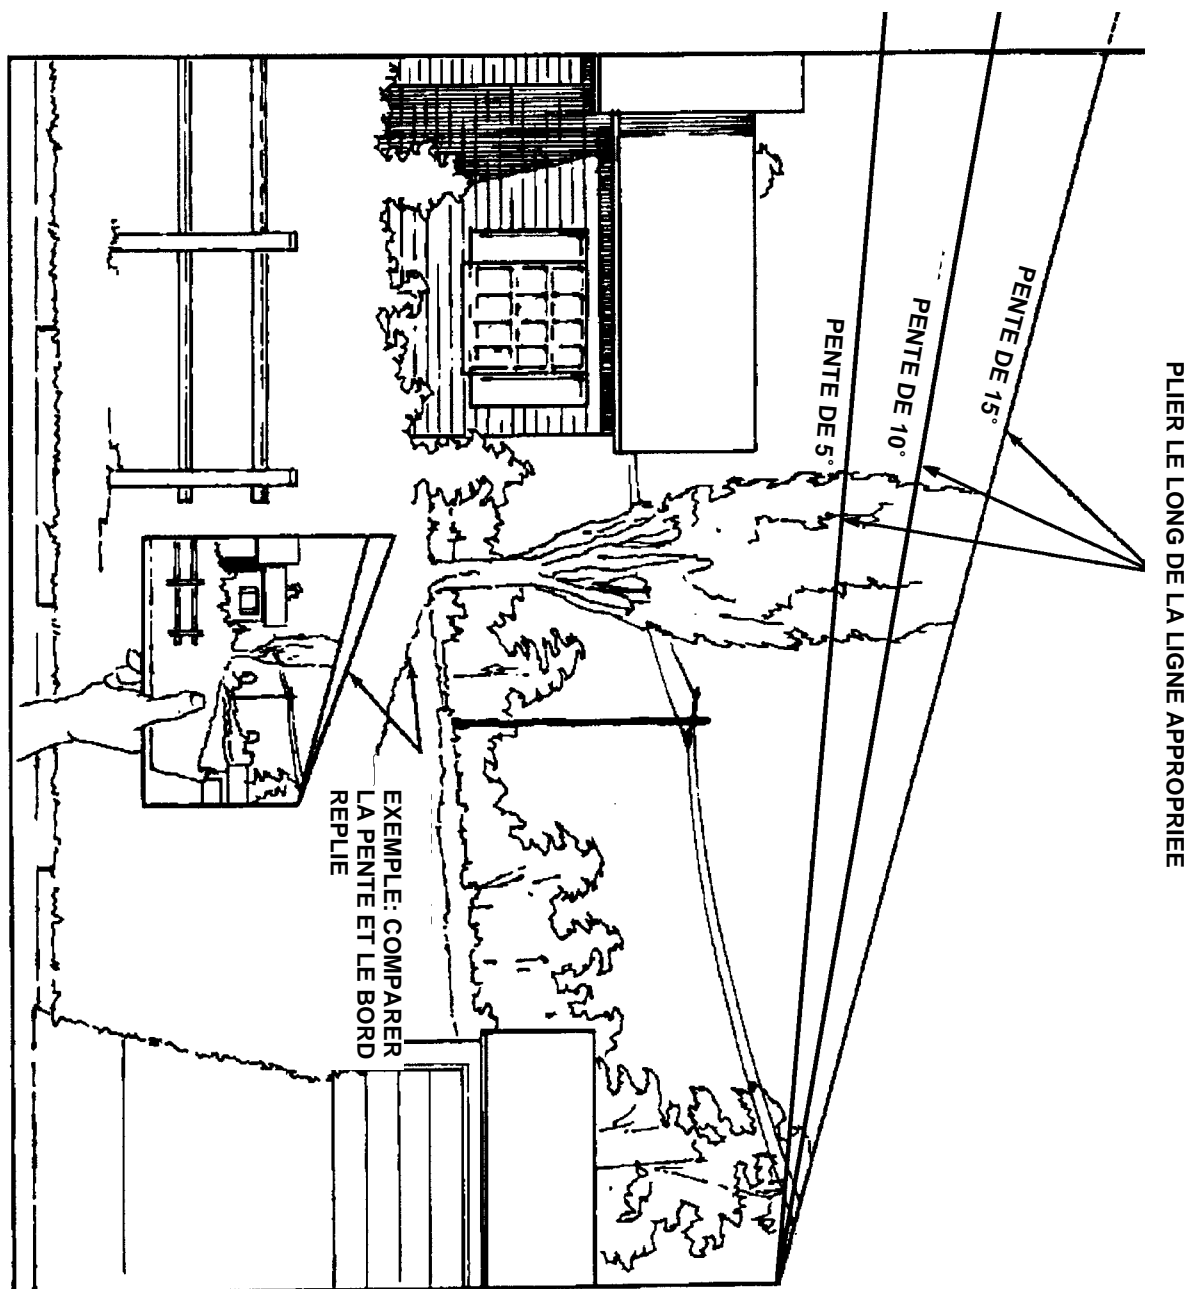 PLIER LE LONG DE LA LIGNE APPROPRIEE
PENTE DE 15°
PENTE DE 10°
PENTE DE 5°
EXEMPLE: COMPARER
LA PENTE ET LE BORD
REPLIE